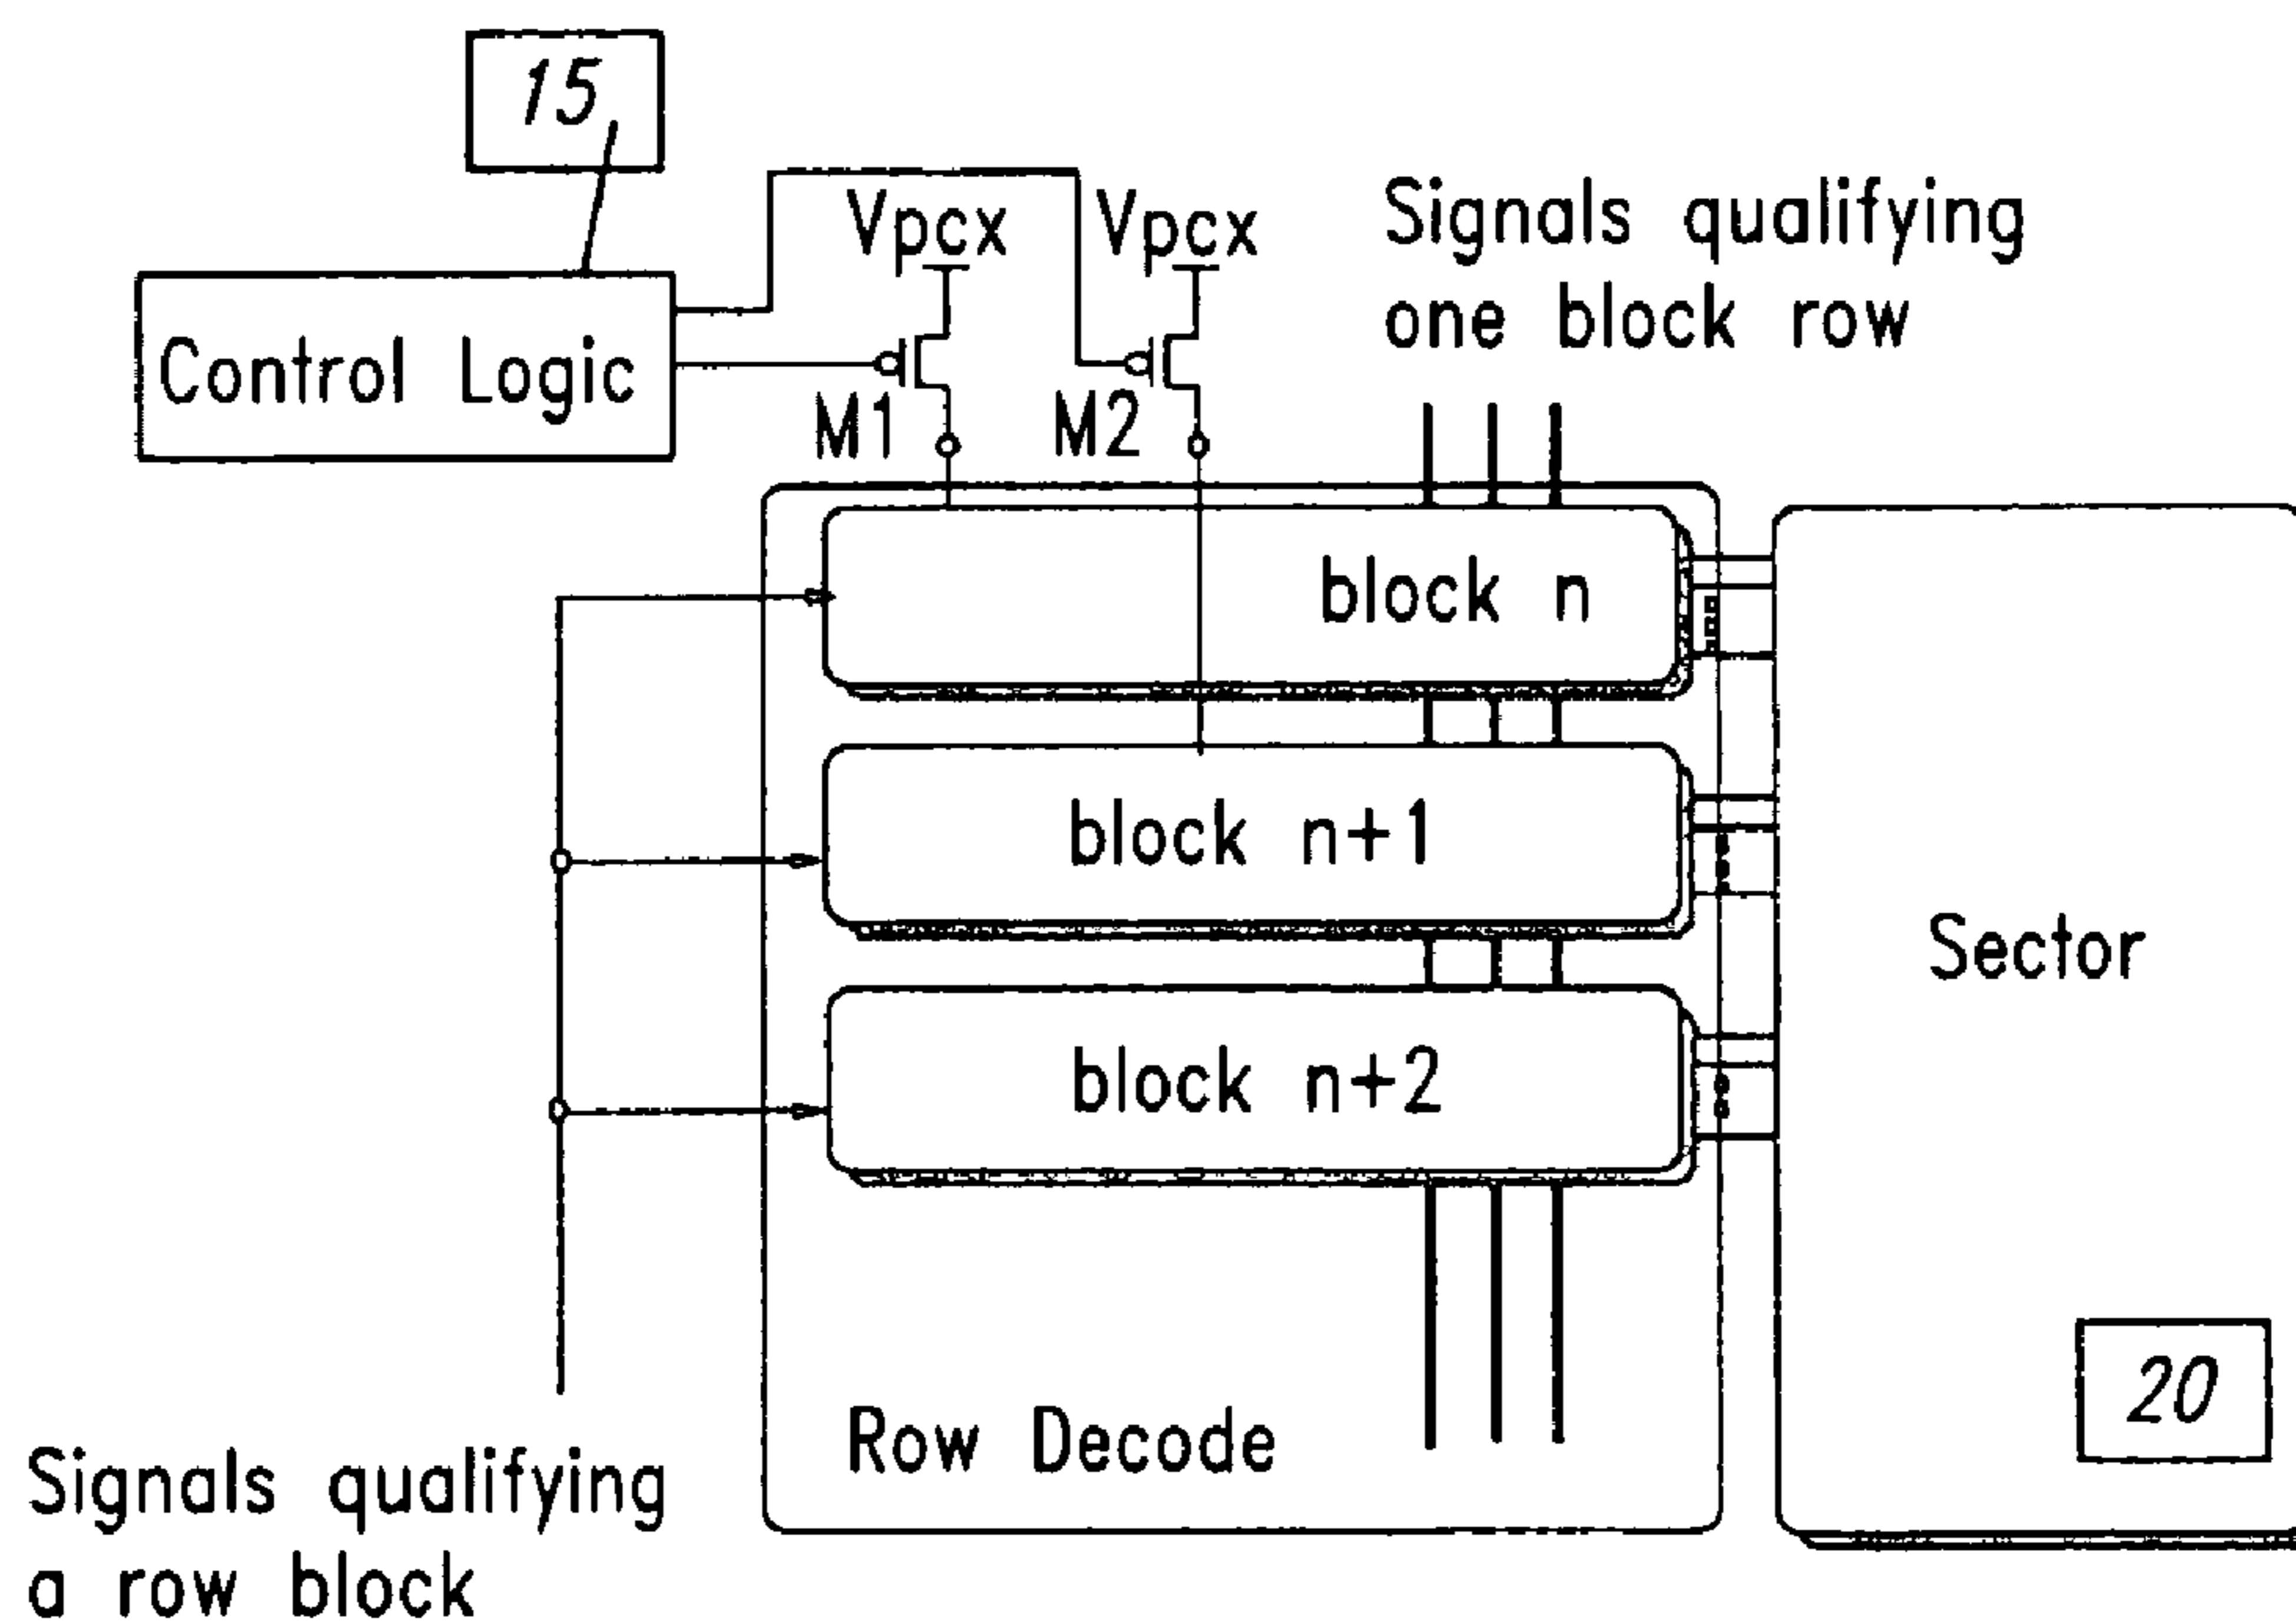 15
Vpcx Vpcx
Signals qualifying
one block row
Control Logic
M1 M2
block n
block n+1
Sector
block n+2
20
Row Decode
Signals qualifying
a row block